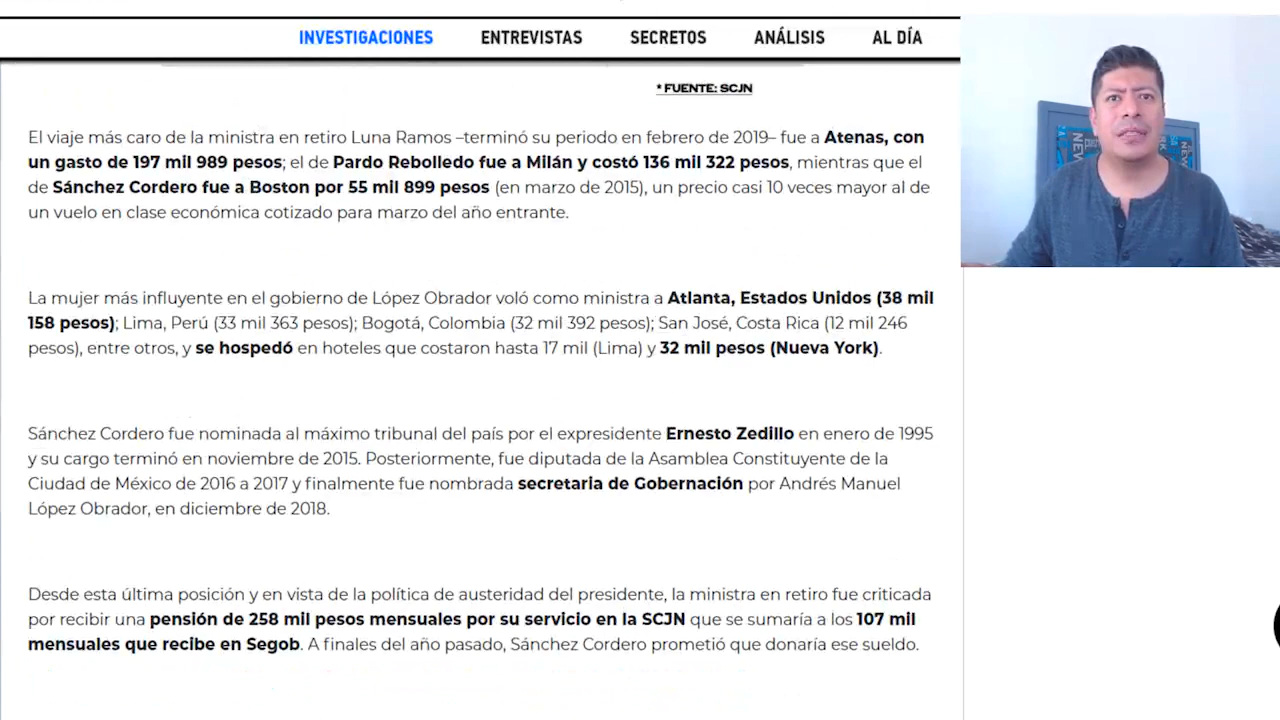 INVESTIGACIONES ENTREVISTAS SECRETOS ANÁLISIS AL DÍA
* FUENTE: SCJN
El viaje más caro de la ministra en retiro Luna Ramos –terminó su periodo en febrero de 2019– fue a Atenas, con
un gasto de 197 mil 989 pesos; el de Pardo Rebolledo fue a Milán y costó 136 mil 322 pesos, mientras que el
de Sánchez Cordero fue a Boston por 55 mil 899 pesos (en marzo de 2015), un precio casi 10 veces mayor al de
un vuelo en clase económica cotizado para marzo del año entrante.
La mujer más influyente en el gobierno de López Obrador voló como ministra a Atlanta, Estados Unidos (38 mil
158 pesos); Lima, Perú (33 mil 363 pesos); Bogotá, Colombia (32 mil 392 pesos); San José, Costa Rica (12 mil 246
pesos), entre otros, y se hospedó en hoteles que costaron hasta 17 mil (Lima) y 32 mil pesos (Nueva York).
Sánchez Cordero fue nominada al máximo tribunal del país por el expresidente Ernesto Zedillo en enero de 1995
y su cargo terminó en noviembre de 2015. Posteriormente, fue diputada de la Asamblea Constituyente de la
Ciudad de México de 2016 a 2017 y finalmente fue nombrada secretaria de Gobernación por Andrés Manuel
López Obrador, en diciembre de 2018.
Desde esta última posición y en vista de la política de austeridad del presidente, la ministra en retiro fue criticada
por recibir una pensión de 258 mil pesos mensuales por su servicio en la SCJN que se sumaría a los 107 mil
mensuales que recibe en Segob. A finales del año pasado, Sánchez Cordero prometió que donaría ese sueldo.